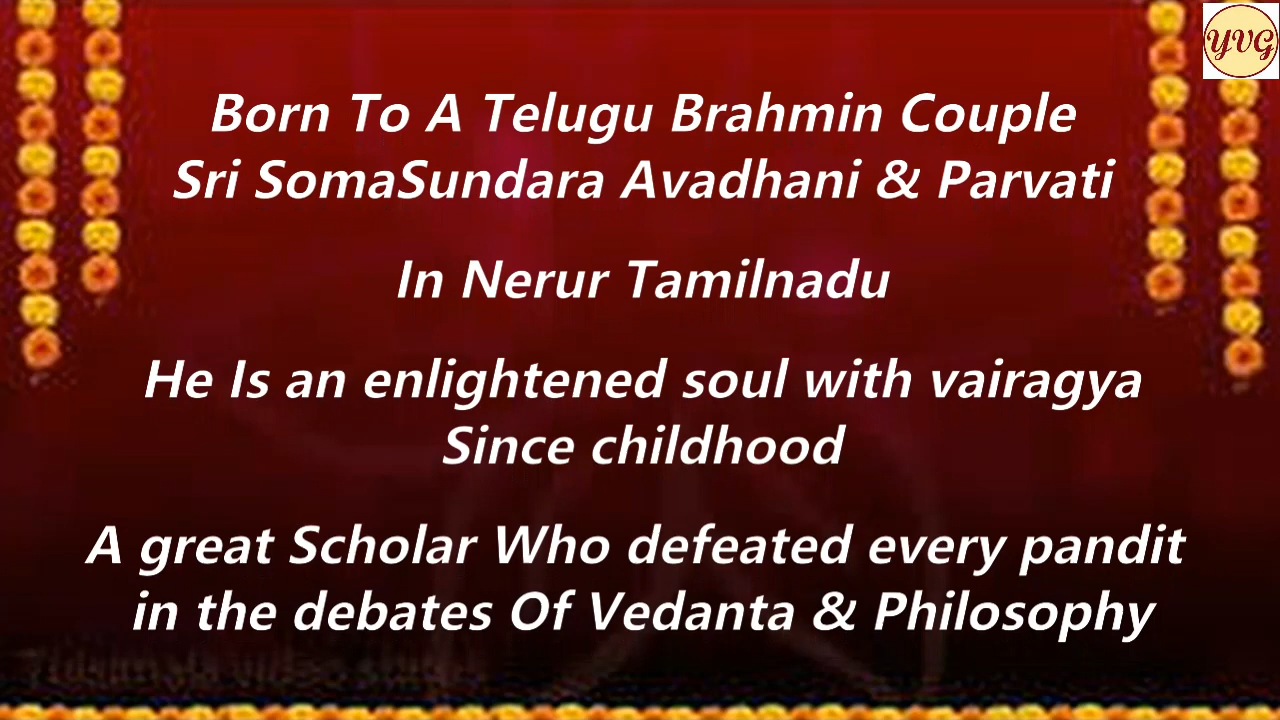 YVG
Born To A Telugu Brahmin Couple
Sri SomaSundara Avadhani & Parvati
In Nerur Tamilnadu
He Is an enlightened soul with vairagya
Since childhood
A great Scholar Who defeated every pandit
in the debates Of Vedanta & Philosophy